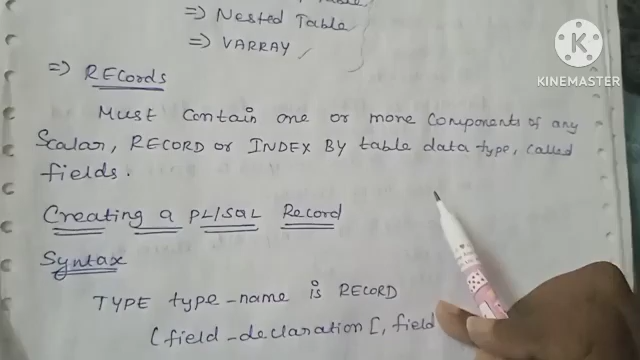 Table
=> Nested Table
=> VARRAY
=> RECords
KINEMASTER
Must contain one or more components of any
Scalar, RECORD or INDEX BY table data type, called
fields.
Creating a PL/SQL Record
Syntax
TYPE type-name is RECORD
(field-declaration[, field